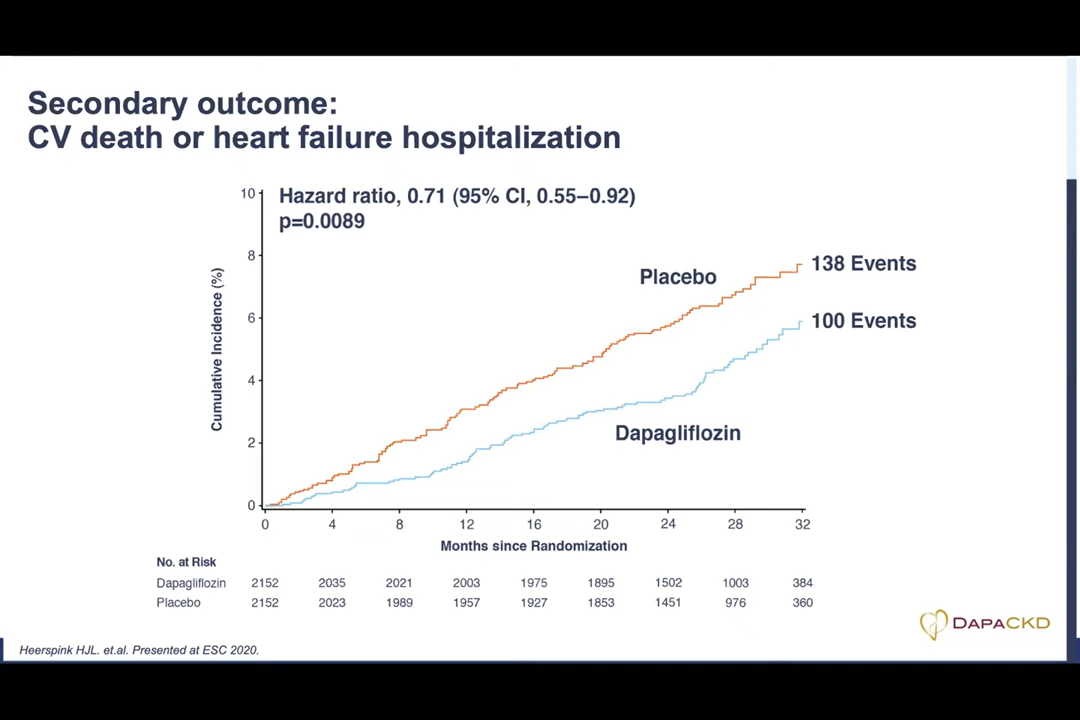 Secondary outcome:
CV death or heart failure hospitalization
Hazard ratio, 0.71 (95% CI, 0.55–0.92)
p=0.0089
10
8
6
4
2
0
Cumulative Incidence (%)
Placebo
138 Events
100 Events
Dapagliflozin
0 4 8 12 16 20 24 28 32
Months since Randomization
No. at Risk
Dapagliflozin 2152 2035 2021 2003 1975 1895 1502 1003 384
Placebo 2152 2023 1989 1957 1927 1853 1451 976 360
DAPACKD
Heerspink HJL. et.al. Presented at ESC 2020.